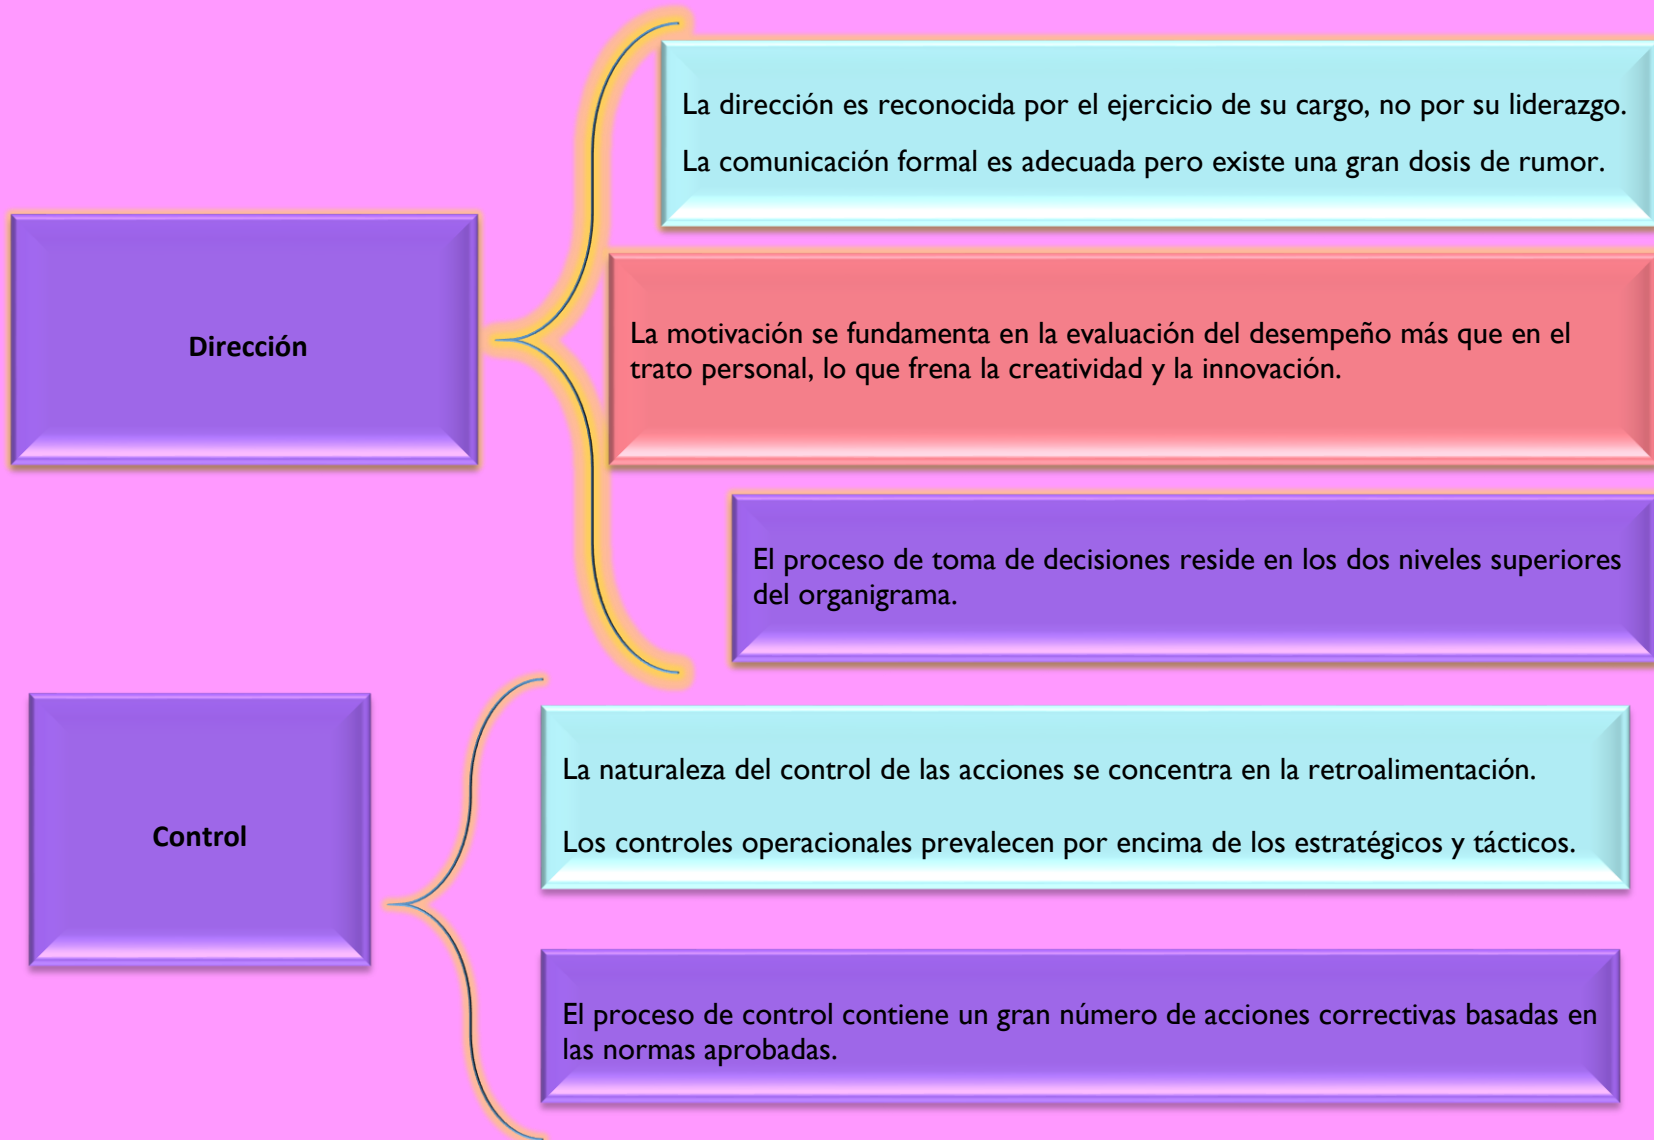 La dirección es reconocida por el ejercicio de su cargo, no por su liderazgo.
La comunicación formal es adecuada pero existe una gran dosis de rumor.
Dirección
La motivación se fundamenta en la evaluación del desempeño más que en el
trato personal, lo que frena la creatividad y la innovación.
El proceso de toma de decisiones reside en los dos niveles superiores
del organigrama.
Control
La naturaleza del control de las acciones se concentra en la retroalimentación.
Los controles operacionales prevalecen por encima de los estratégicos y tácticos.
El proceso de control contiene un gran número de acciones correctivas basadas en
las normas aprobadas.